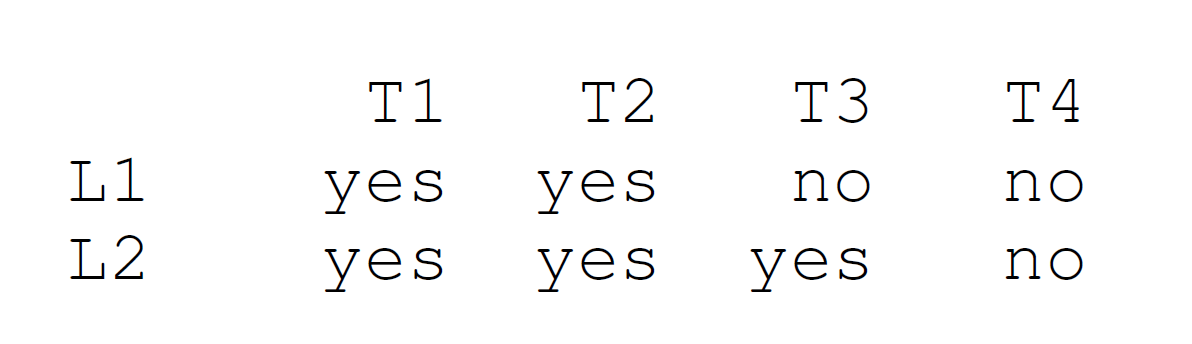 T1 T2 T3 T4
L1 yes yes no no
L2 yes yes yes no